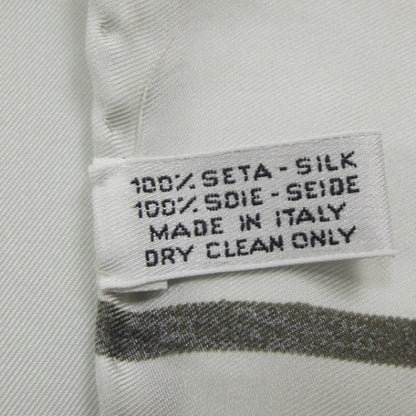 100% SETA - SILK
100% SOIE - SEIDE
MADE IN ITALY
DRY CLEAN ONLY